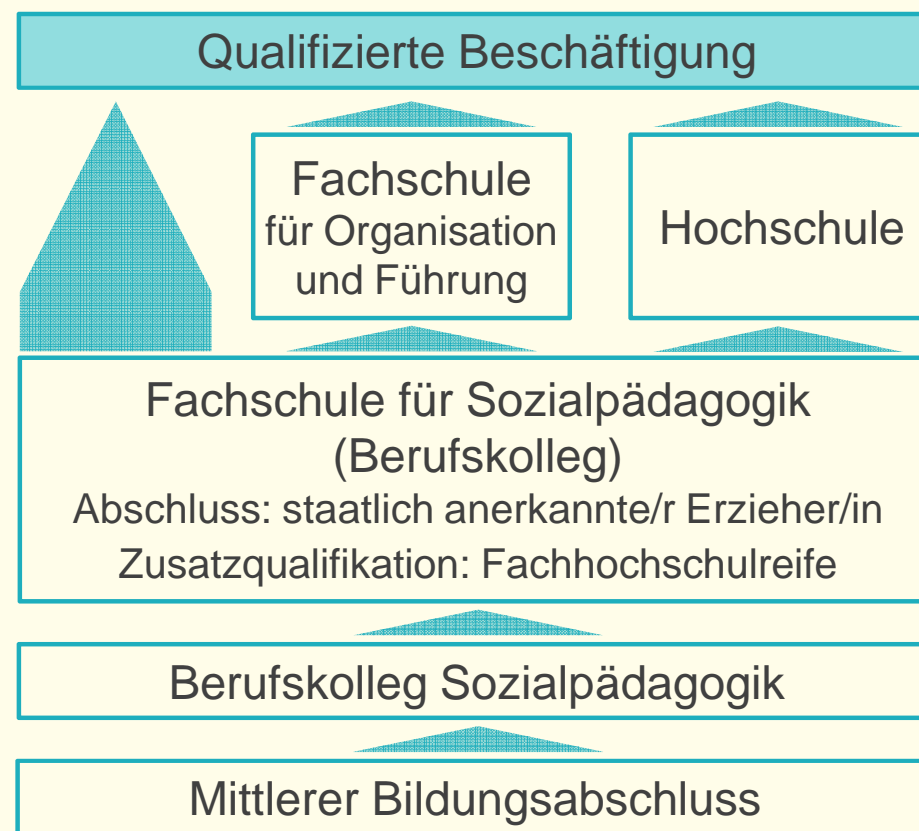 Qualifizierte Beschäftigung
Fachschule
für Organisation
und Führung
Hochschule
Fachschule für Sozialpädagogik
(Berufskolleg)
Abschluss: staatlich anerkannte/r Erzieher/in
Zusatzqualifikation: Fachhochschulreife
Berufskolleg Sozialpädagogik
Mittlerer Bildungsabschluss